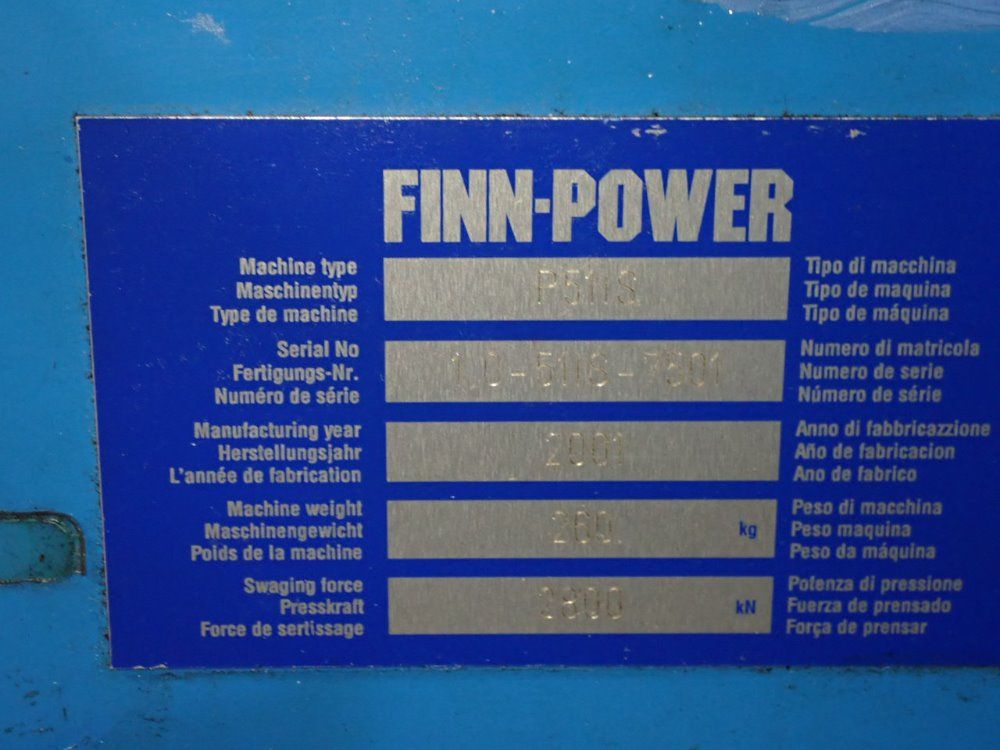 FINN-POWER
Machine type
Maschinentyp
Type de machine
Tipo di macchina
Tipo de maquina
Tipo de máquina
Serial No
Fertigungs-Nr.
Numéro de série
Numero di matricola
Numero de serie
Número de série
Manufacturing year
Herstellungsjahr
L'année de fabrication
2001
Anno di fabbricazzione
Año de fabricacion
Ano de fabrico
Machine weight
Maschinengewicht
Poids de la machine
260 kg
Peso di macchina
Peso maquina
Peso da máquina
Swaging force
Presskraft
Force de sertissage
2800 kN
Potenza di pressione
Fuerza de prensado
Força de prensar